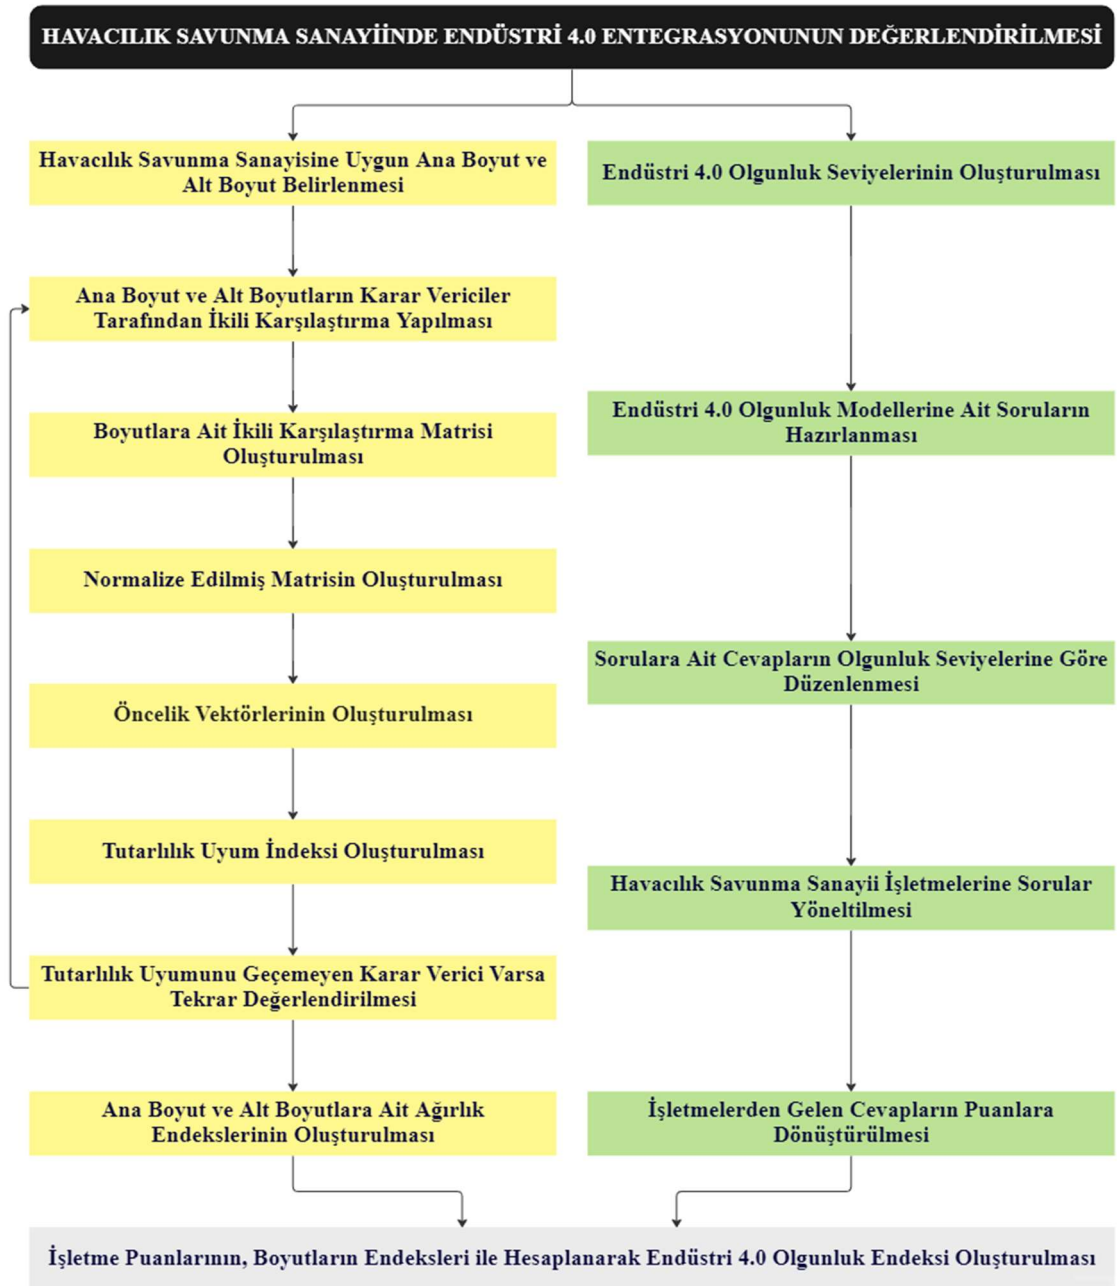 HAVACILIK SAVUNMA SANAYİİNDE ENDÜSTRİ 4.0 ENTEGRASYONUNUN DEĞERLENDİRİLMESİ
Havacılık Savunma Sanayisine Uygun Ana Boyut ve
Alt Boyut Belirlenmesi
Ana Boyut ve Alt Boyutların Karar Vericiler
Tarafından İkili Karşılaştırma Yapılması
Boyutlara Ait İkili Karşılaştırma Matrisi
Oluşturulması
Normalize Edilmiş Matrisin Oluşturulması
Öncelik Vektörlerinin Oluşturulması
Tutarlılık Uyum İndeksi Oluşturulması
Tutarlılık Uyumunu Geçemeyen Karar Verici Varsa
Tekrar Değerlendirilmesi
Ana Boyut ve Alt Boyutlara Ait Ağırlık
Endekslerinin Oluşturulması
Endüstri 4.0 Olgunluk Seviyelerinin Oluşturulması
Endüstri 4.0 Olgunluk Modellerine Ait Soruların
Hazırlanması
Sorulara Ait Cevapların Olgunluk Seviyelerine Göre
Düzenlenmesi
Havacılık Savunma Sanayii İşletmelerine Sorular
Yöneltilmesi
İşletmelerden Gelen Cevapların Puanlara
Dönüştürülmesi
İşletme Puanlarının, Boyutların Endeksleri ile Hesaplanarak Endüstri 4.0 Olgunluk Endeksi Oluşturulması